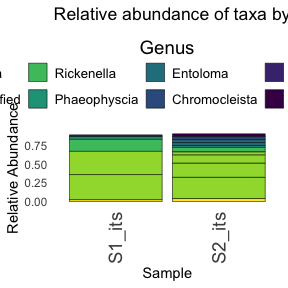 Relative abundance of taxa by
Genus
Rickenella
Entoloma
fied
Phaeophyscia
Chromocleista
Relative Abundance
0.75
0.50
0.25
0.00
S1_its
S2_its
Sample